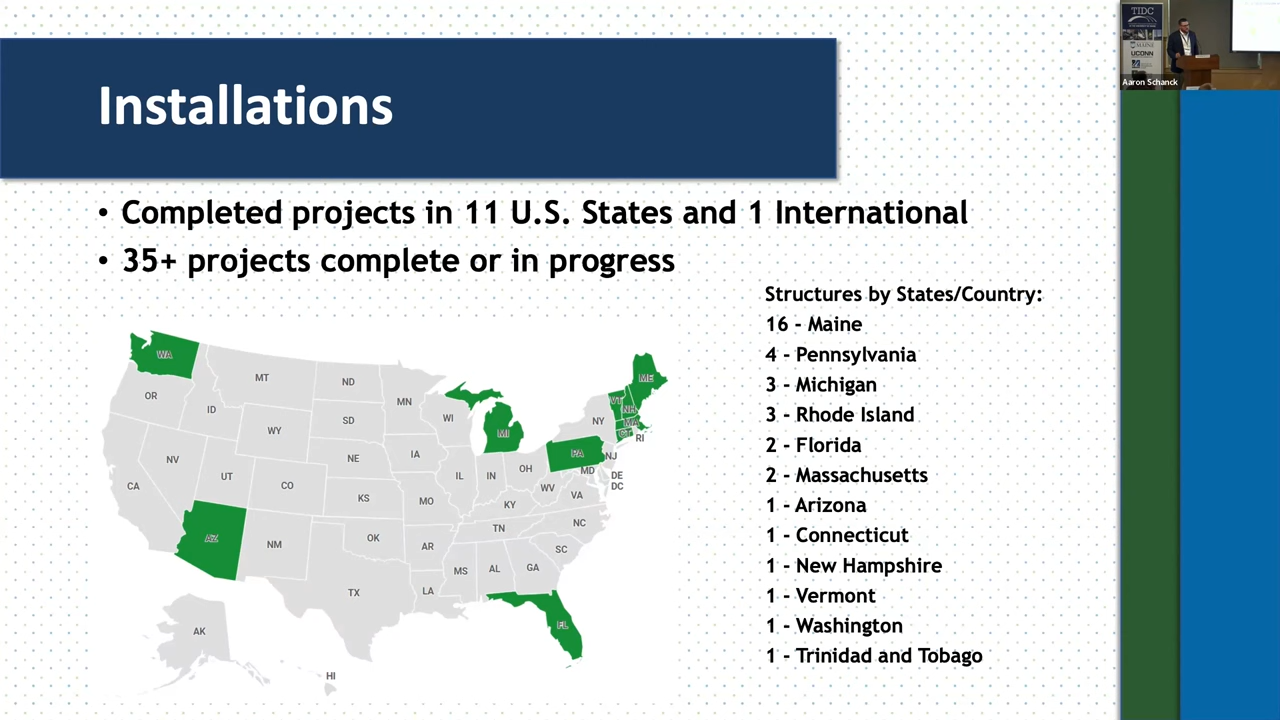 Installations
• Completed projects in 11 U.S. States and 1 International
• 35+ projects complete or in progress
Structures by States/Country:
16 - Maine
4 - Pennsylvania
3 - Michigan
3 - Rhode Island
2 - Florida
2 - Massachusetts
1 - Arizona
1 - Connecticut
1 - New Hampshire
1 - Vermont
1 - Washington
1 - Trinidad and Tobago
WA
OR
ID
MT
ND
MN
WI
MI
NY
VT
NH
ME
MA
CT
RI
SD
WY
NV
UT
CA
CO
NE
IA
IL
IN
OH
PA
NJ
MD
DE
DC
WV
VA
KY
KS
MO
AZ
NM
OK
AR
TN
NC
SC
MS
AL
GA
TX
LA
FL
AK
HI
TIDC
MAINE
UCONN
Aaron Schanck